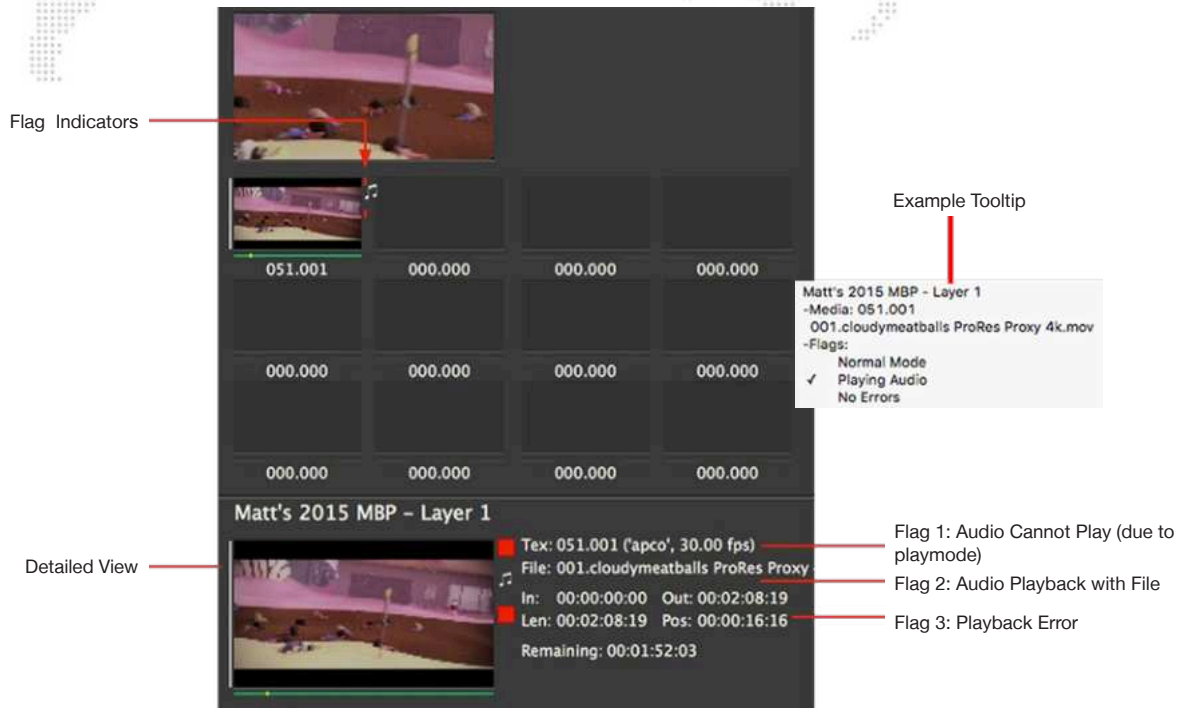 Flag Indicators
051.001 000.000 000.000 000.000
Example Tooltip
Matt's 2015 MBP - Layer 1
-Media: 051.001
001.cloudymeatballs ProRes Proxy 4k.mov
-Flags:
Normal Mode
✓ Playing Audio
No Errors
000.000 000.000 000.000 000.000
000.000 000.000 000.000 000.000
Matt's 2015 MBP – Layer 1
Detailed View
Tex: 051.001 ('apco', 30.00 fps)
File: 001.cloudymeatballs ProRes Proxy
In: 00:00:00:00 Out: 00:02:08:19
Len: 00:02:08:19 Pos: 00:00:16:16
Remaining: 00:01:52:03
Flag 1: Audio Cannot Play (due to
playmode)
Flag 2: Audio Playback with File
Flag 3: Playback Error